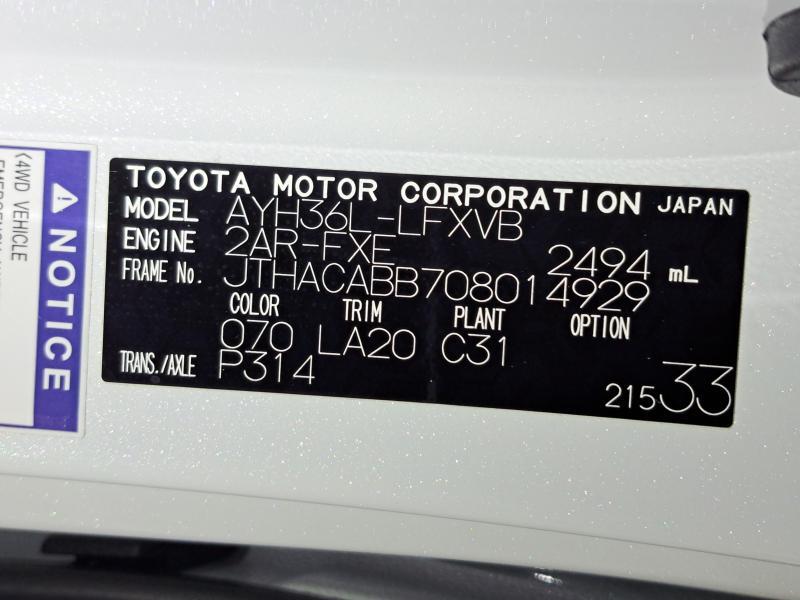 TOYOTA MOTOR CORPORATION JAPAN
MODEL AYH36L-LFXVB
ENGINE 2AR-FXE 2494 mL
FRAME No. JTHACABB708014929
COLOR TRIM PLANT OPTION
070 LA20 C31
TRANS./AXLE P314
21533
NOTICE
(4WD VEHICLE